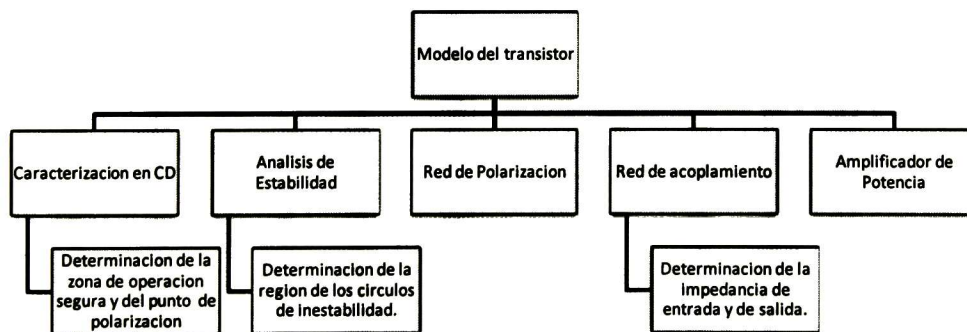 Modelo del transistor
Caracterizacion en CD
Analisis de
Estabilidad
Red de Polarizacion
Red de acoplamiento
Amplificador de
Potencia
Determinacion de la
zona de operacion
segura y del punto de
polarizacion
Determinacion de la
region de los circulos
de inestabilidad.
Determinacion de la
impedancia de
entrada y de salida.